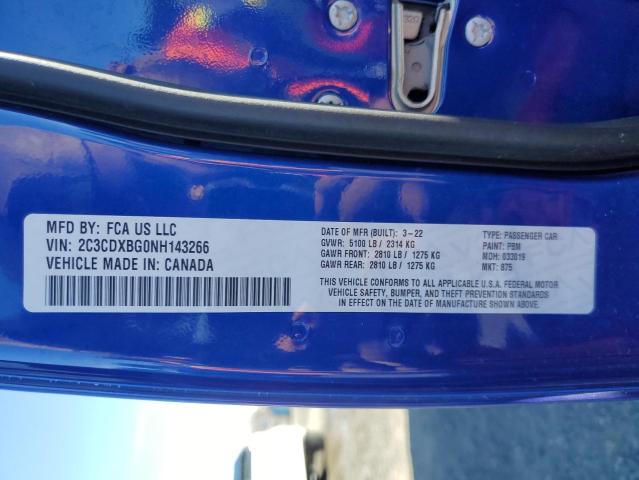 320
MFD BY: FCA US LLC
VIN: 2C3CDXBG0NH143266
VEHICLE MADE IN: CANADA
DATE OF MFR (BUILT): 3-22
GVWR: 5100 LB / 2314 KG
GAWR FRONT: 2810 LB / 1275 KG
GAWR REAR: 2810 LB / 1275 KG
TYPE: PASSENGER CAR
PAINT: PBM
MDH: 033019
MKT: 875
THIS VEHICLE CONFORMS TO ALL APPLICABLE U.S.A. FEDERAL MOTOR
VEHICLE SAFETY, BUMPER, AND THEFT PREVENTION STANDARDS
IN EFFECT ON THE DATE OF MANUFACTURE SHOWN ABOVE.